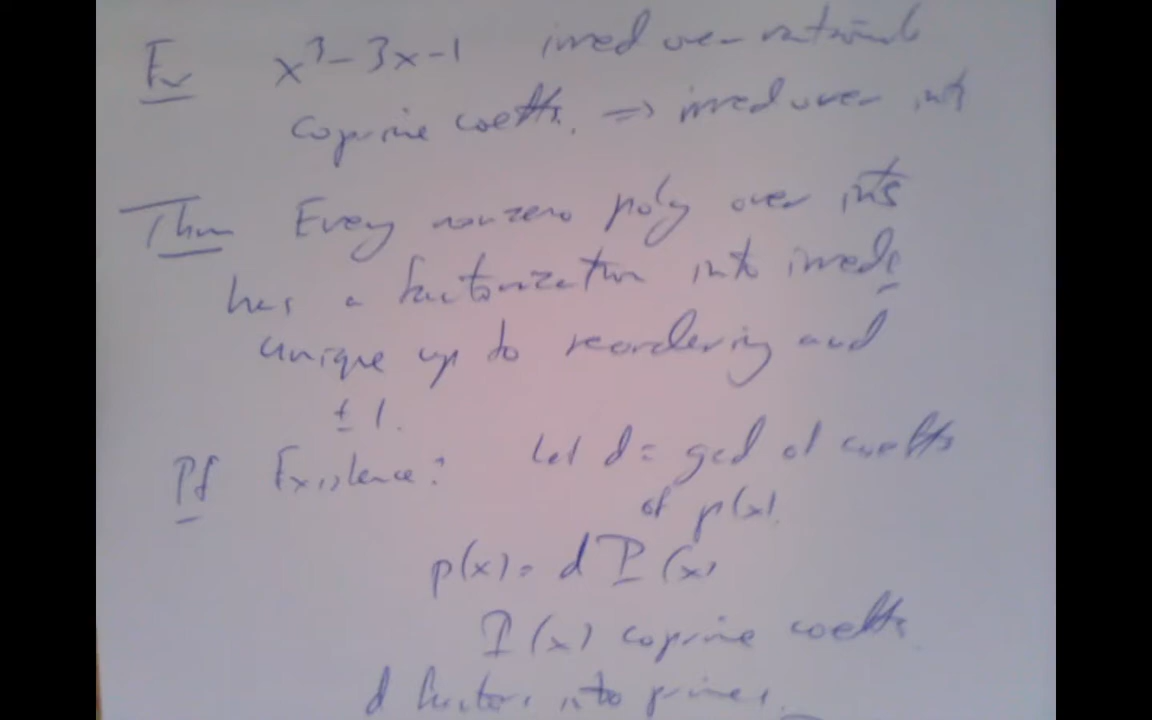 Ex x³-3x-1 irred over rationals
coprime coeffs. => irred over ints
Thm Every nonzero poly over ints
has a factorization into irreds
unique up to reordering and
± 1.
Pf Existence: Let d = gcd of coeffs
of p(x).
p(x) = d P(x)
P(x) coprime coeffs.
d factors into primes.